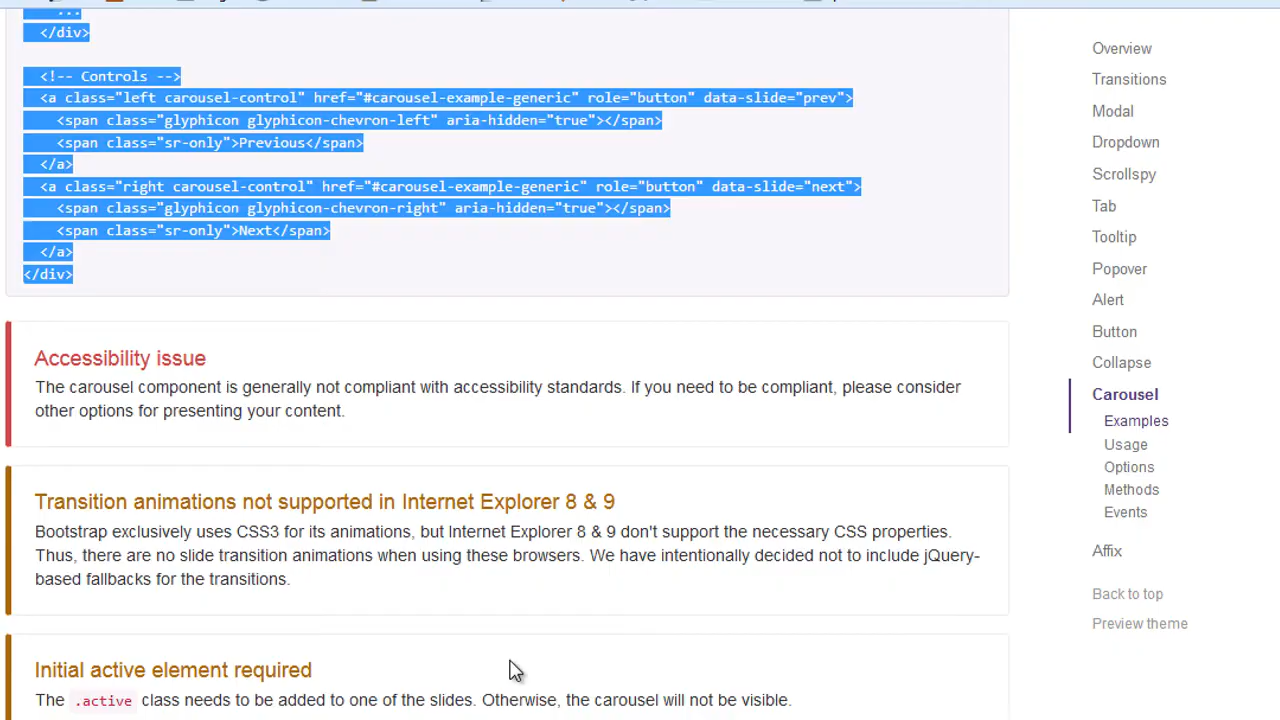 ...
</div>
<!-- Controls -->
<a class="left carousel-control" href="#carousel-example-generic" role="button" data-slide="prev">
<span class="glyphicon glyphicon-chevron-left" aria-hidden="true"></span>
<span class="sr-only">Previous</span>
</a>
<a class="right carousel-control" href="#carousel-example-generic" role="button" data-slide="next">
<span class="glyphicon glyphicon-chevron-right" aria-hidden="true"></span>
<span class="sr-only">Next</span>
</a>
</div>
Accessibility issue
The carousel component is generally not compliant with accessibility standards. If you need to be compliant, please consider
other options for presenting your content.
Transition animations not supported in Internet Explorer 8 & 9
Bootstrap exclusively uses CSS3 for its animations, but Internet Explorer 8 & 9 don't support the necessary CSS properties.
Thus, there are no slide transition animations when using these browsers. We have intentionally decided not to include jQuery-
based fallbacks for the transitions.
Initial active element required
The .active class needs to be added to one of the slides. Otherwise, the carousel will not be visible.
Overview
Transitions
Modal
Dropdown
Scrollspy
Tab
Tooltip
Popover
Alert
Button
Collapse
Carousel
Examples
Usage
Options
Methods
Events
Affix
Back to top
Preview theme